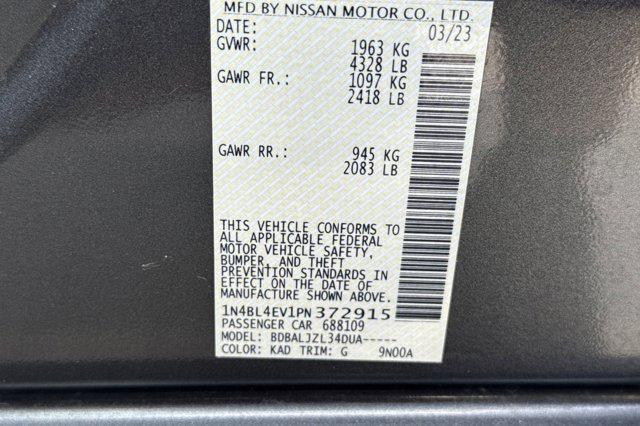 MFD BY NISSAN MOTOR CO., LTD.
DATE: 03/23
GVWR: 1963 KG
4328 LB
GAWR FR.: 1097 KG
2418 LB
GAWR RR.: 945 KG
2083 LB
THIS VEHICLE CONFORMS TO
ALL APPLICABLE FEDERAL
MOTOR VEHICLE SAFETY,
BUMPER, AND THEFT
PREVENTION STANDARDS IN
EFFECT ON THE DATE OF
MANUFACTURE SHOWN ABOVE.
1N4BL4EV1PN372915
PASSENGER CAR 688109
MODEL: BDBALJZL34DUA-----
COLOR: KAD TRIM: G 9N00A